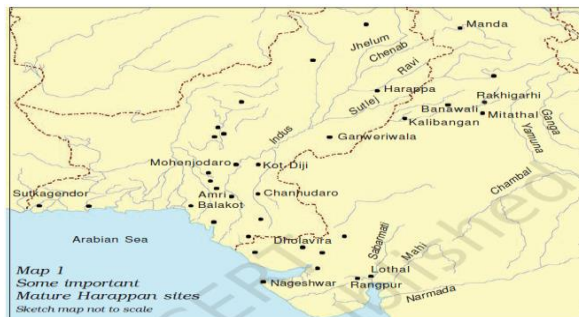 Manda
Jhelum
Chenab
Ravi
Harappa
Rakhigarhi
Banawali
Mitathal
Sutlej
Kalibangan
Ganga
Yamuna
Indus
Ganweriwala
Mohenjodaro
Kot Diji
Chambal
Sutkagendor
Amri
Chanhudaro
Balakot
Arabian Sea
Dholavira
Sabarmati
Mahi
Lothal
Nageshwar
Rangpur
Narmada
Map 1
Some important
Mature Harappan sites
Sketch map not to scale